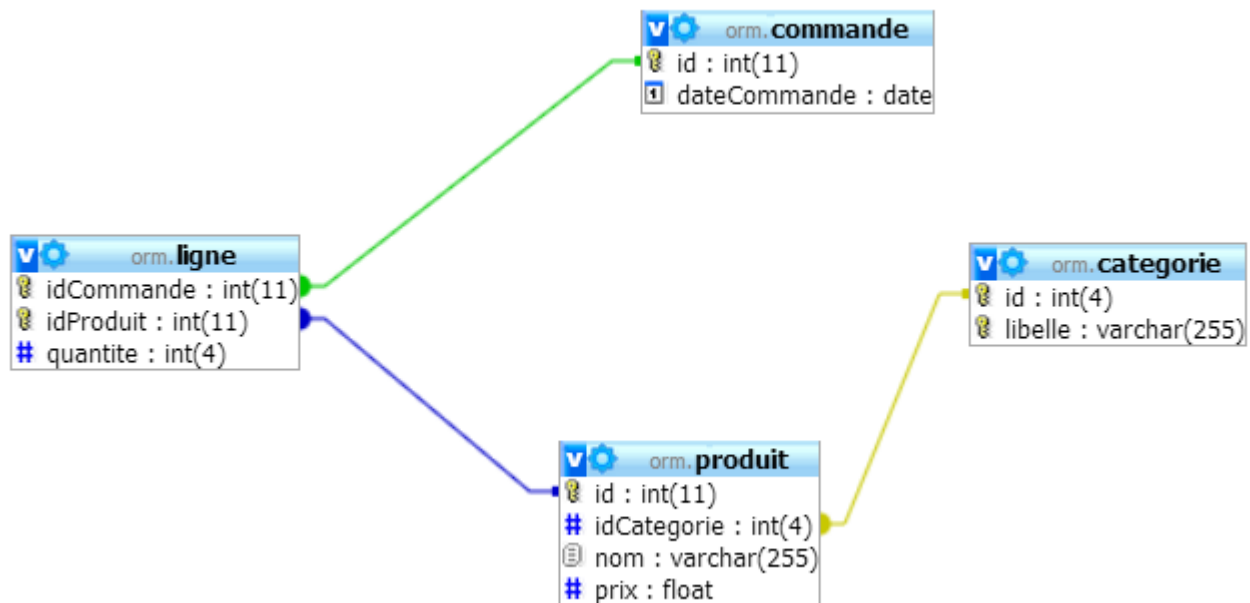 orm.commande
id : int(11)
dateCommande : date
orm.ligne
idCommande : int(11)
idProduit : int(11)
# quantite : int(4)
orm.categorie
id : int(4)
libelle : varchar(255)
orm.produit
id : int(11)
# idCategorie : int(4)
nom : varchar(255)
# prix : float